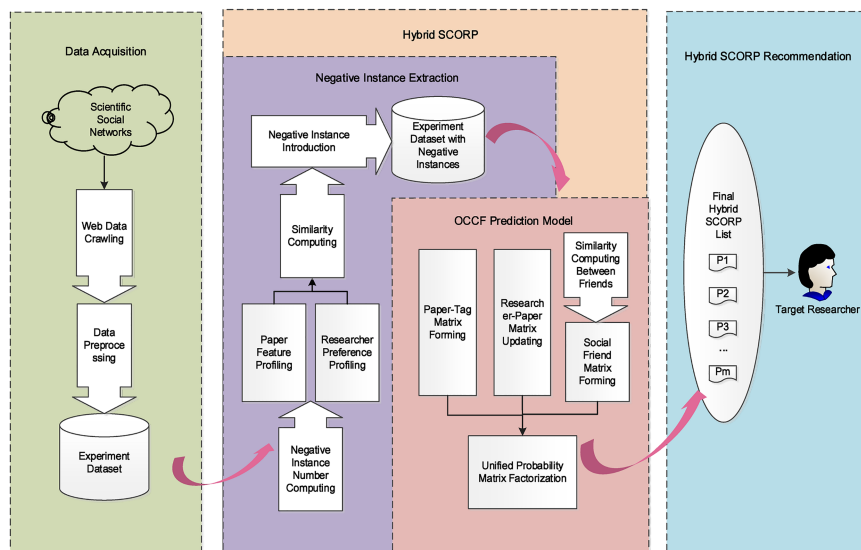 Data Acquisition
Scientific
Social
Networks
Web Data
Crawling
Data
Preproce
ssing
Experiment
Dataset
Hybrid SCORP
Negative Instance Extraction
Negative Instance
Introduction
Experiment
Dataset with
Negative
Instances
Similarity
Computing
Paper
Feature
Profiling
Researcher
Preference
Profiling
Negative
Instance
Number
Computing
OCCF Prediction Model
Paper-Tag
Matrix
Forming
Research
er-Paper
Matrix
Updating
Similarity
Computing
Between
Friends
Social
Friend
Matrix
Forming
Unified Probability
Matrix Factorization
Hybrid SCORP Recommendation
Final
Hybrid
SCORP
List
P1
P2
P3
...
Pm
Target Researcher